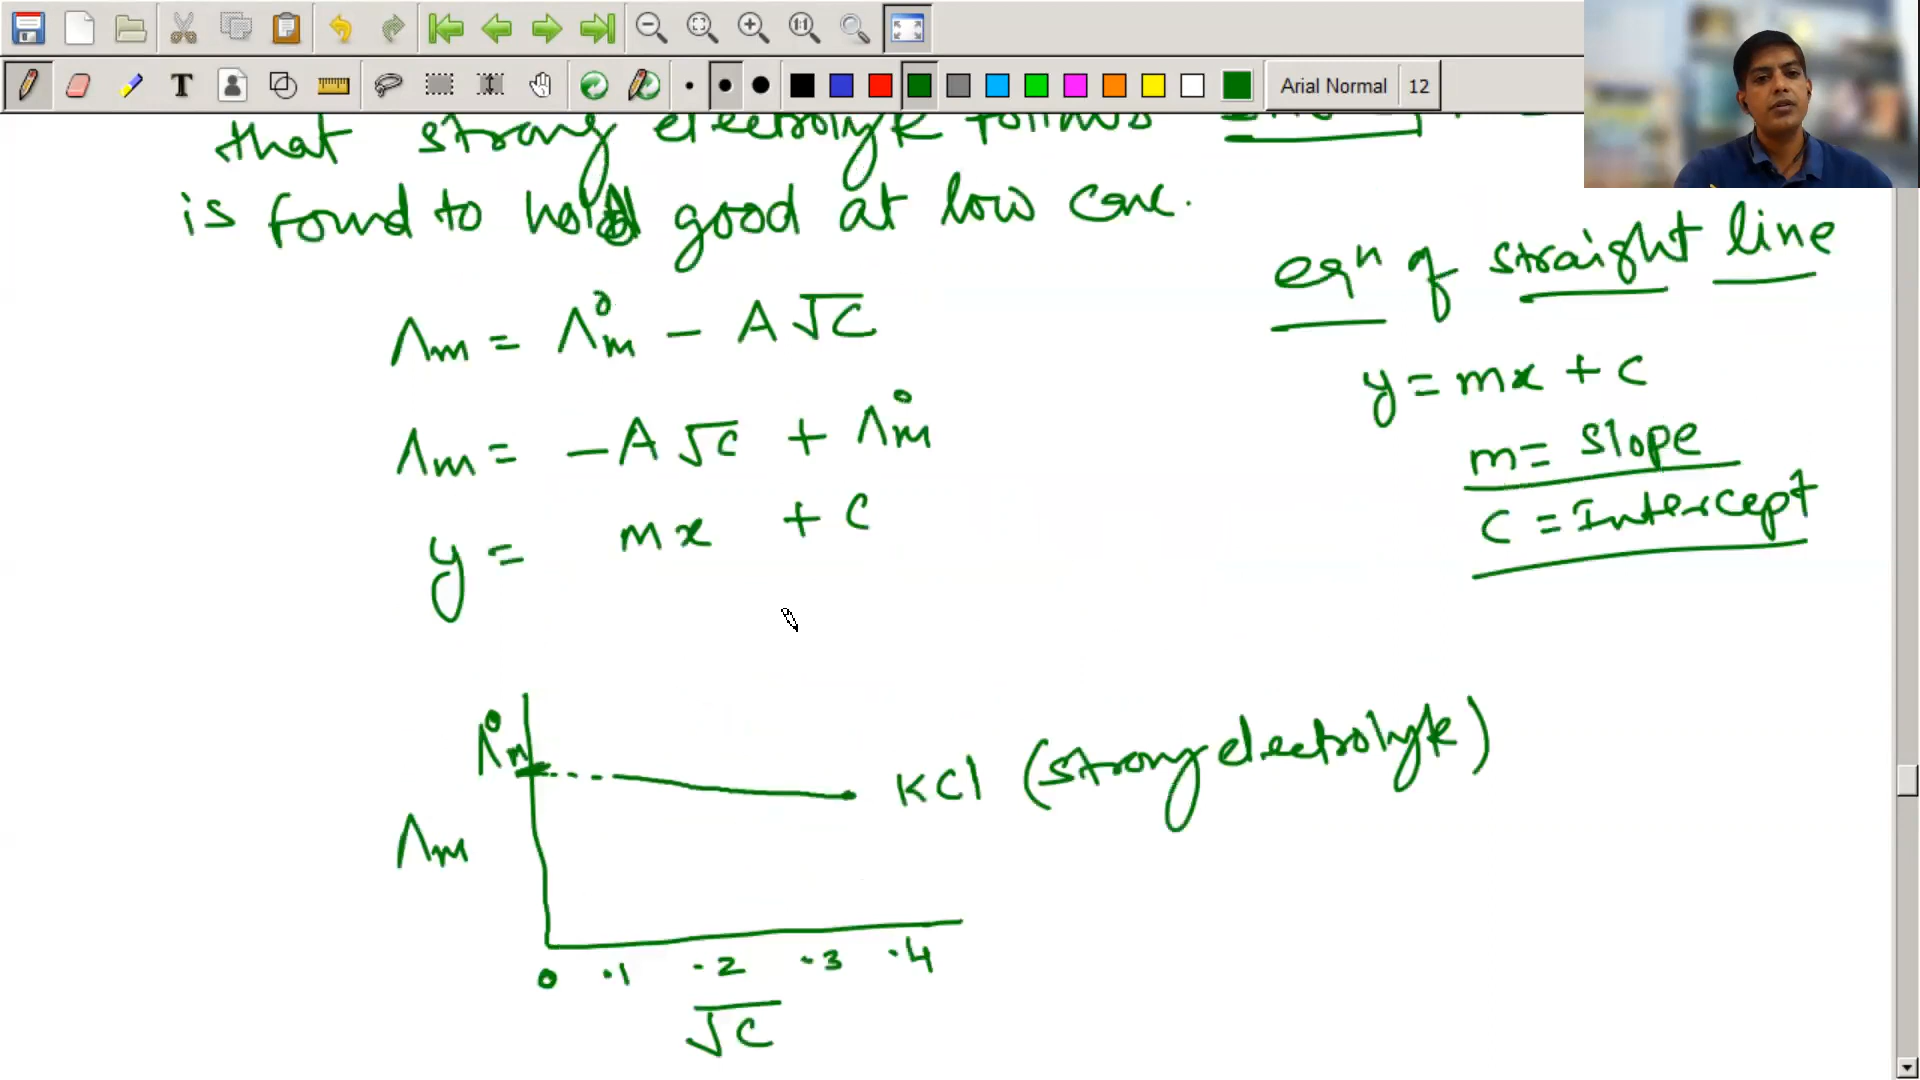 Arial Normal 12
that strong electrolyte follows
is found to hold good at low conc.
Λm = Λ°m − A√C
Λm = −A√C + Λ°m
y = mx + C
eqn of straight line
y = mx + C
m = Slope
C = Intercept
Λ°m
KCl (strong electrolyte)
Λm
0 .1 .2 .3 .4
√C